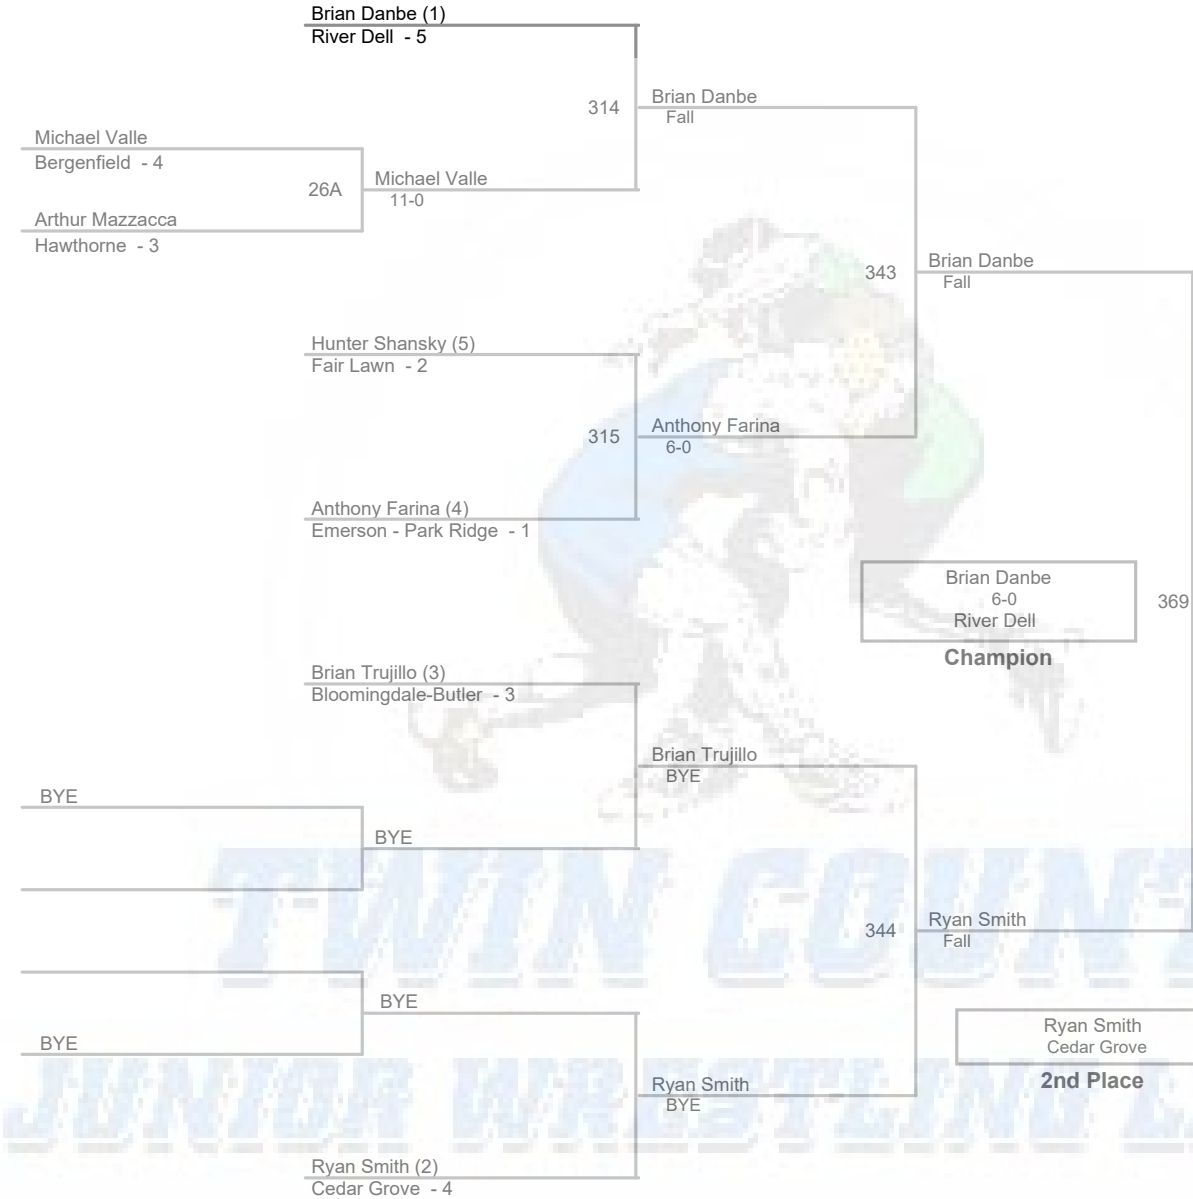 Brian Danbe (1)
River Dell - 5
314
Brian Danbe
Fall
Michael Valle
Bergenfield - 4
26A
Michael Valle
11-0
Arthur Mazzacca
Hawthorne - 3
343
Brian Danbe
Fall
Hunter Shansky (5)
Fair Lawn - 2
315
Anthony Farina
6-0
Anthony Farina (4)
Emerson - Park Ridge - 1
Brian Danbe
6-0
River Dell
369
Champion
Brian Trujillo (3)
Bloomingdale-Butler - 3
Brian Trujillo
BYE
BYE
BYE
TWIN COUNT
344
Ryan Smith
Fall
BYE
BYE
Ryan Smith
Cedar Grove
2nd Place
JUNIOR WRESTLING
Ryan Smith
BYE
Ryan Smith (2)
Cedar Grove - 4